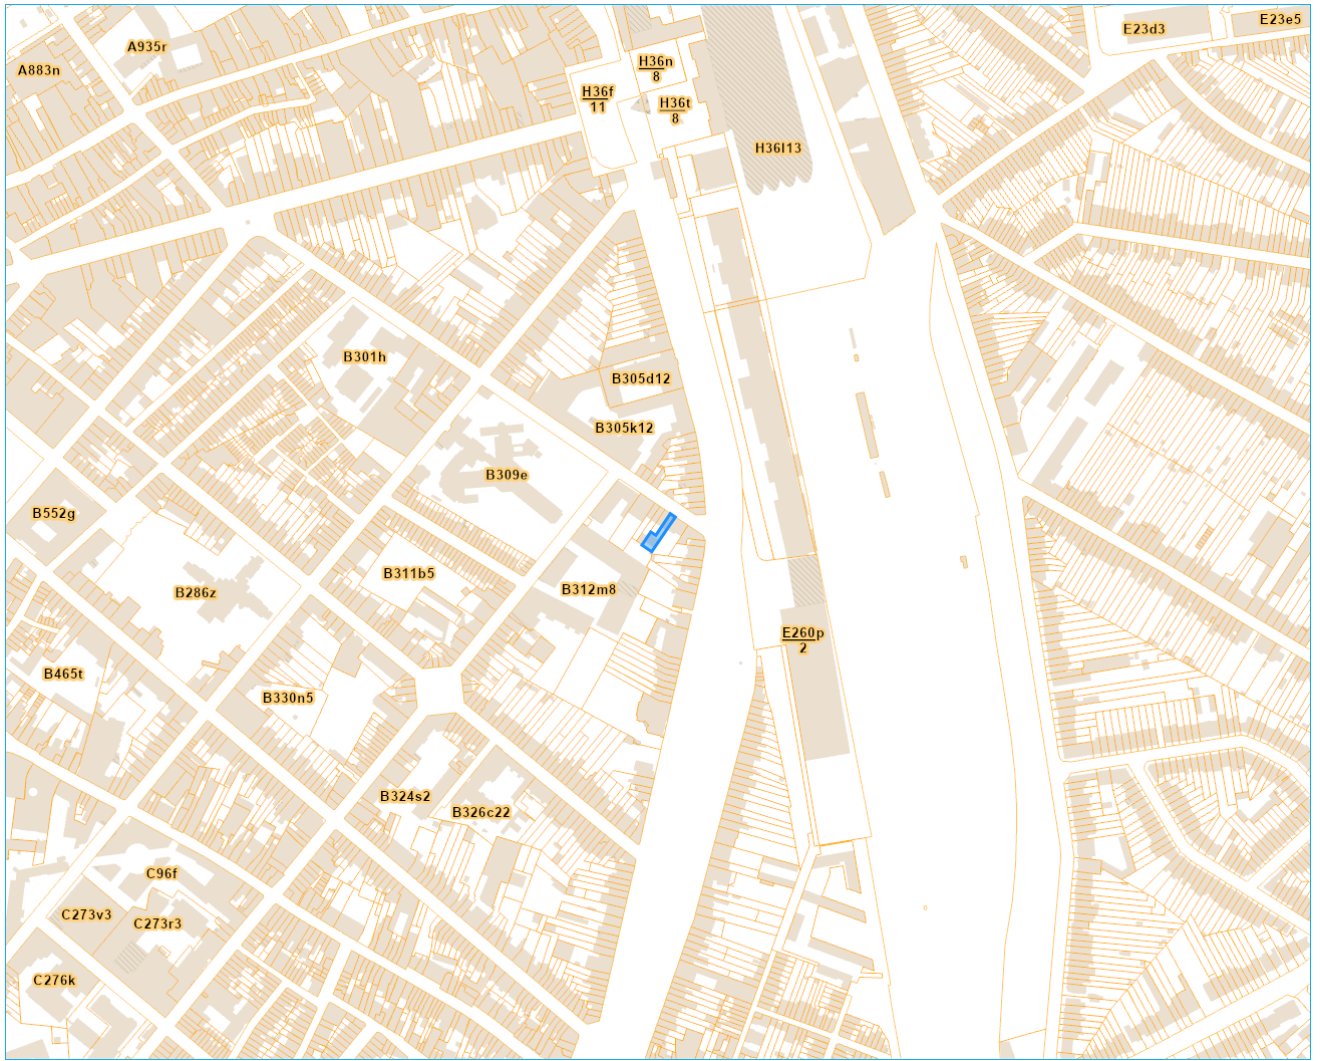 E23e5
E23d3
A935r
A883n
H36n
8
H36f
11
H36t
8
H36l13
B301h
B305d12
B305k12
B309e
B552g
B311b5
B286z
B312m8
E260p
2
B465t
B330n5
B324s2
B326c22
C96f
C273v3
C273r3
C276k